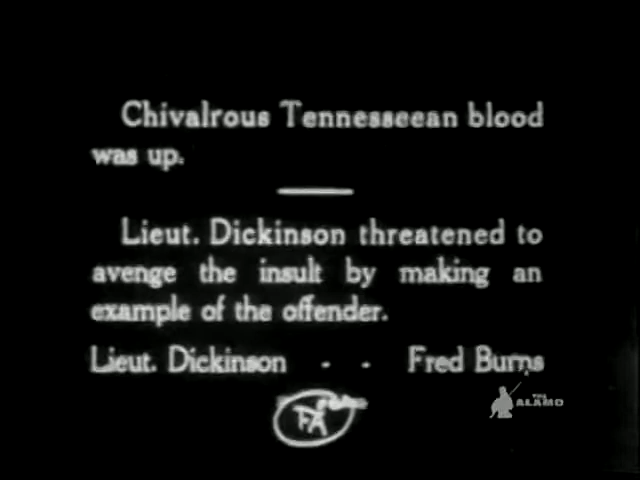 Chivalrous Tennesseean blood
was up.
Lieut. Dickinson threatened to
avenge the insult by making an
example of the offender.
Lieut. Dickinson - - Fred Burns
THE
ALAMO
FA